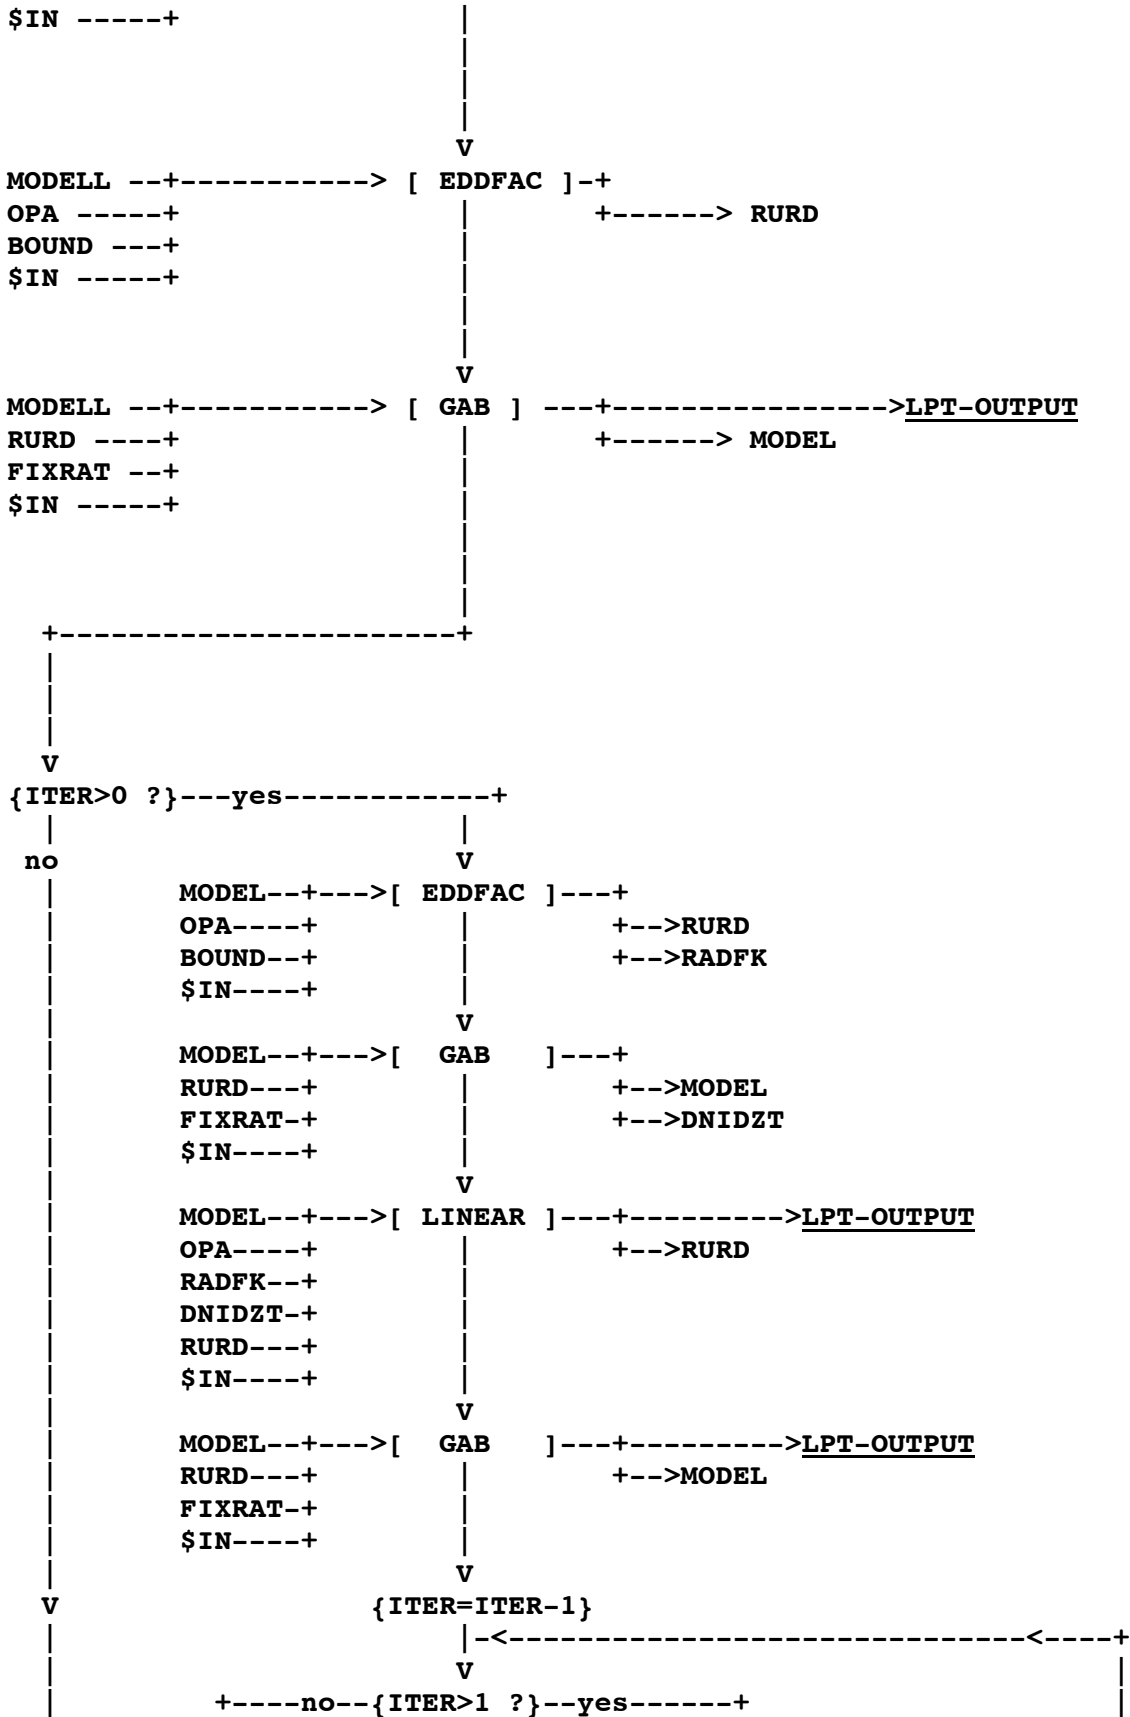 $IN -----+                 |
                           |
                           |
                           |
                           V
MODELL --+-----------> [ EDDFAC ]-+
OPA -----+                 |       +------> RURD
BOUND ---+                 |
$IN -----+                 |
                           |
                           |
                           V
MODELL --+-----------> [ GAB ] ---+---------------->LPT-OUTPUT
RURD ----+                 |       +------> MODEL
FIXRAT --+                 |
$IN -----+                 |
                           |
                           |
                           |
  +-----------------------+
  |
  |
  |
  V
{ITER>0 ?}---yes------------+
  |                        |
 no                        V
  |       MODEL--+--->[ EDDFAC ]---+
  |       OPA----+         |        +-->RURD
  |       BOUND--+         |        +-->RADFK
  |       $IN----+         |
  |                        V
  |       MODEL--+--->[  GAB   ]---+
  |       RURD---+         |        +-->MODEL
  |       FIXRAT-+         |        +-->DNIDZT
  |       $IN----+         |
  |                        V
  |       MODEL--+--->[ LINEAR ]---+--------->LPT-OUTPUT
  |       OPA----+         |        +-->RURD
  |       RADFK--+         |
  |       DNIDZT-+         |
  |       RURD---+         |
  |       $IN----+         |
  |                        V
  |       MODEL--+--->[  GAB   ]---+--------->LPT-OUTPUT
  |       RURD---+         |        +-->MODEL
  |       FIXRAT-+         |
  |       $IN----+         |
  |                        V
  V                  {ITER=ITER-1}
  |                        |-<------------------------------<----+
  |                        V                                     |
  |         +----no--{ITER>1 ?}--yes------+                      |